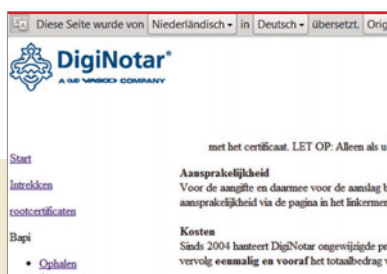 Diese Seite wurde von Niederländisch in Deutsch übersetzt. Orig
DigiNotar®
A VASCO COMPANY
met het certificaat. LET OP: Alleen als u
Start
Intrekken
rootcertificaten
Bapi
Ophalen
Aansprakelijkheid
Voor de aangifte en daarmee voor de aanslag b
aansprakelijkheid via de pagina in het linkermen
Kosten
Sinds 2004 hanteert DigiNotar ongewijzigde pr
vervolg eenmalig en vooraf het totaalbedrag v